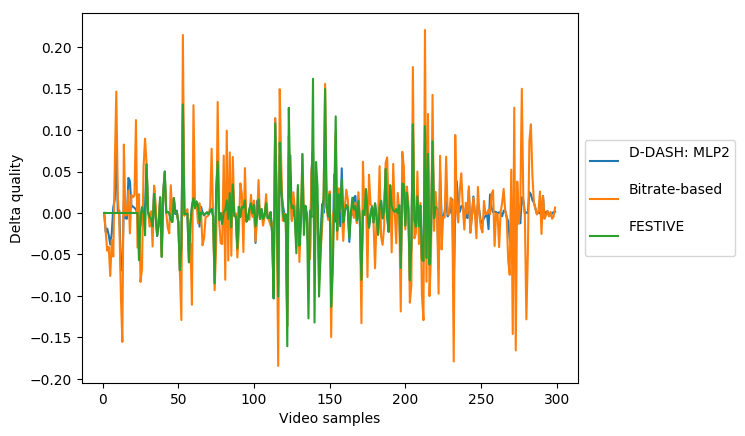 0.20
0.15
0.10
0.05
0.00
−0.05
−0.10
−0.15
−0.20
Delta quality
0 50 100 150 200 250 300
Video samples
D-DASH: MLP2
Bitrate-based
FESTIVE